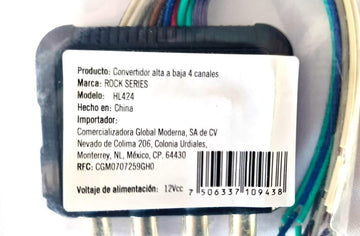 Producto: Convertidor alta a baja 4 canales
Marca: ROCK SERIES
Modelo: HL424
Hecho en: China
Importador:
Comercializadora Global Moderna, SA de CV
Nevado de Colima 206, Colonia Urdiales,
Monterrey, NL, México, CP. 64430
RFC: CGM0707259GH0
Voltaje de alimentación: 12Vcc
7 506337 109438